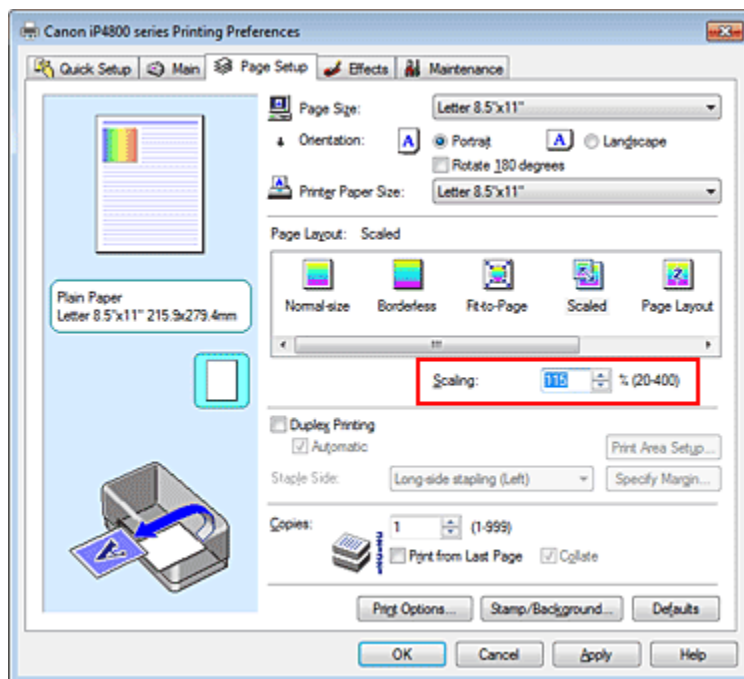 Canon iP4800 series Printing Preferences
Quick Setup Main Page Setup Effects Maintenance
Page Size: Letter 8.5"x11"
Orientation: A Portrait A Landscape
Rotate 180 degrees
Printer Paper Size: Letter 8.5"x11"
Page Layout: Scaled
Normal-size Borderless Fit-to-Page Scaled Page Layout
Plain Paper
Letter 8.5"x11" 215.9x279.4mm
Scaling: 115 % (20-400)
Duplex Printing
Automatic Print Area Setup...
Staple Side: Long-side stapling (Left) Specify Margin...
Copies: 1 (1-999)
Print from Last Page Collate
Print Options... Stamp/Background... Defaults
OK Cancel Apply Help